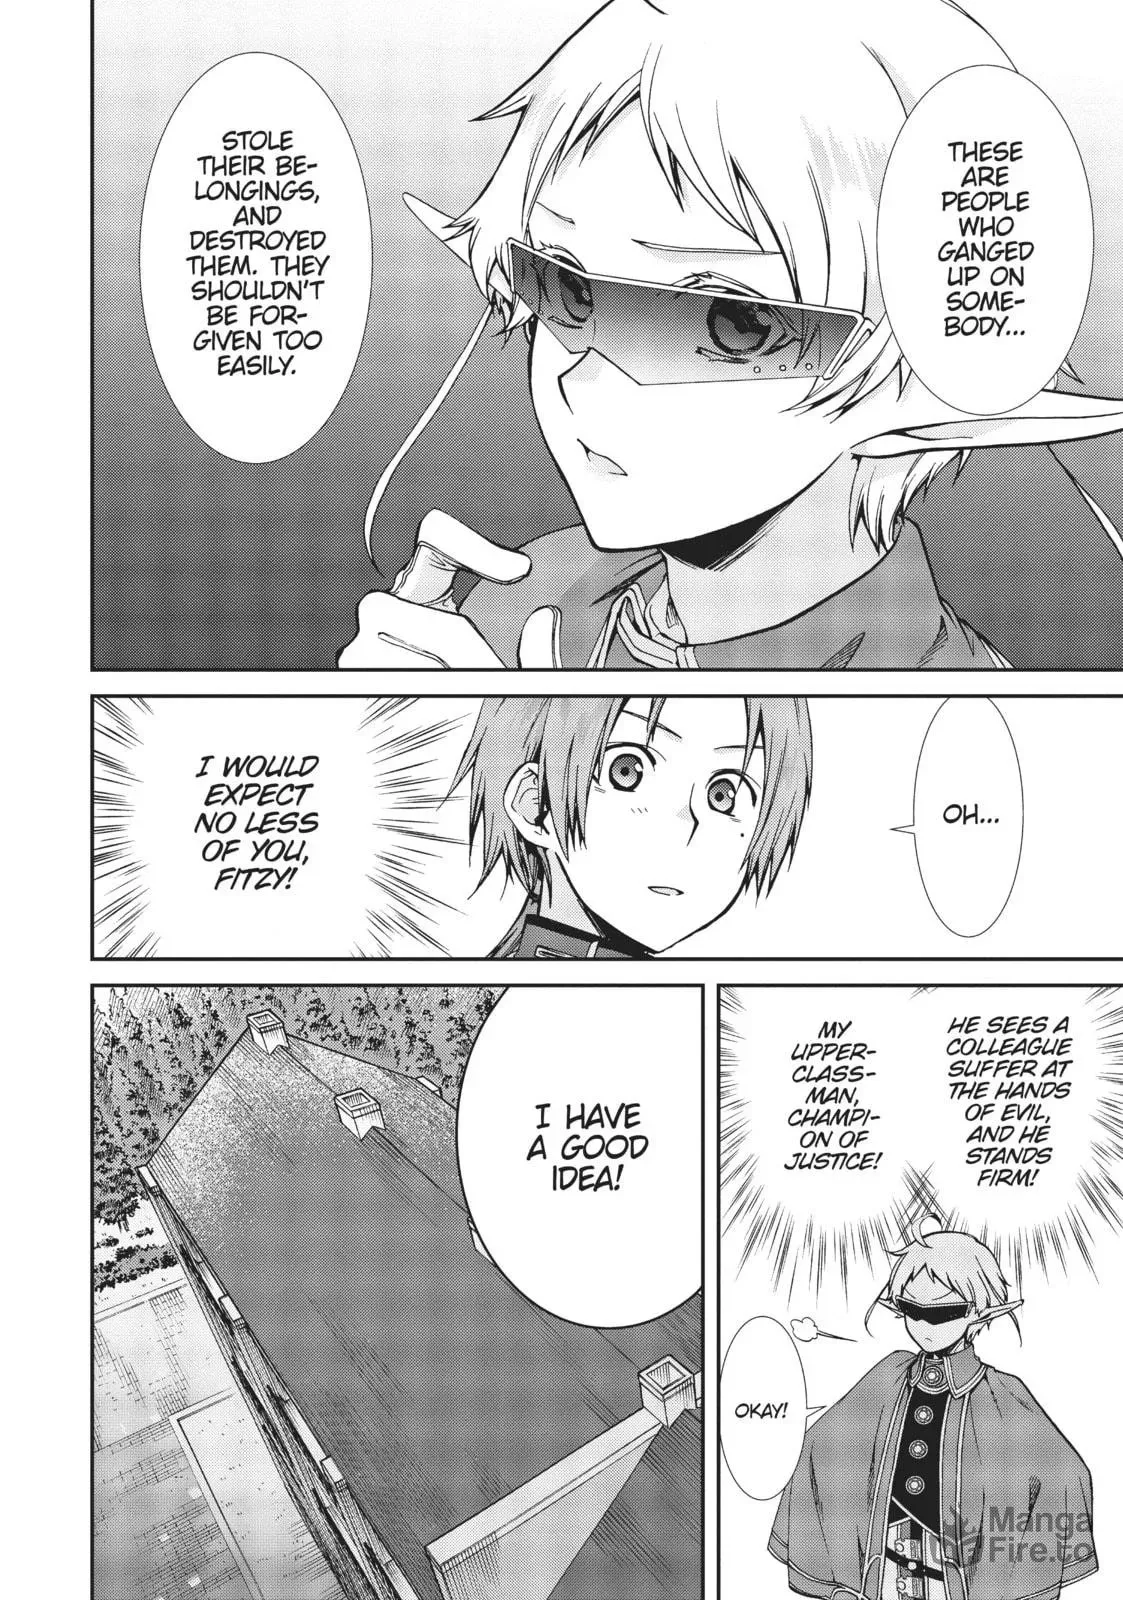 THESE
ARE
PEOPLE
WHO
GANGED
UP ON
SOME-
BODY...
STOLE
THEIR BE-
LONGINGS,
AND
DESTROYED
THEM. THEY
SHOULDN'T
BE FOR-
GIVEN TOO
EASILY.
OH...
I WOULD
EXPECT
NO LESS
OF YOU,
FITZY!
HE SEES A
COLLEAGUE
SUFFER AT
THE HANDS
OF EVIL,
AND HE
STANDS
FIRM!
MY
UPPER-
CLASS-
MAN,
CHAMPI-
ON OF
JUSTICE!
OKAY!
I HAVE
A GOOD
IDEA!
Manga
Fire.to